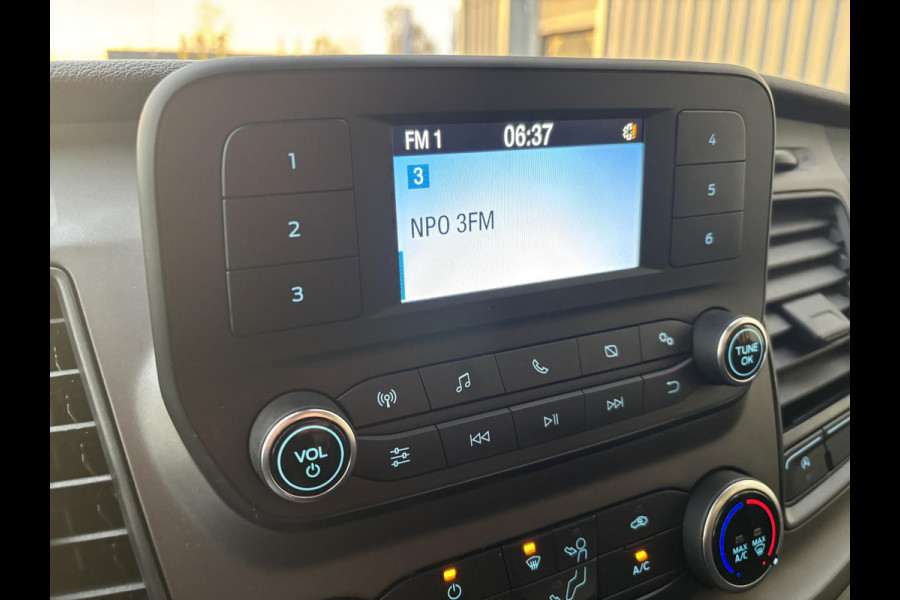 FM 1 06:37
3
NPO 3FM
1
2
3
4
5
6
TUNE
OK
VOL
MAX
A/C
MAX
A/C